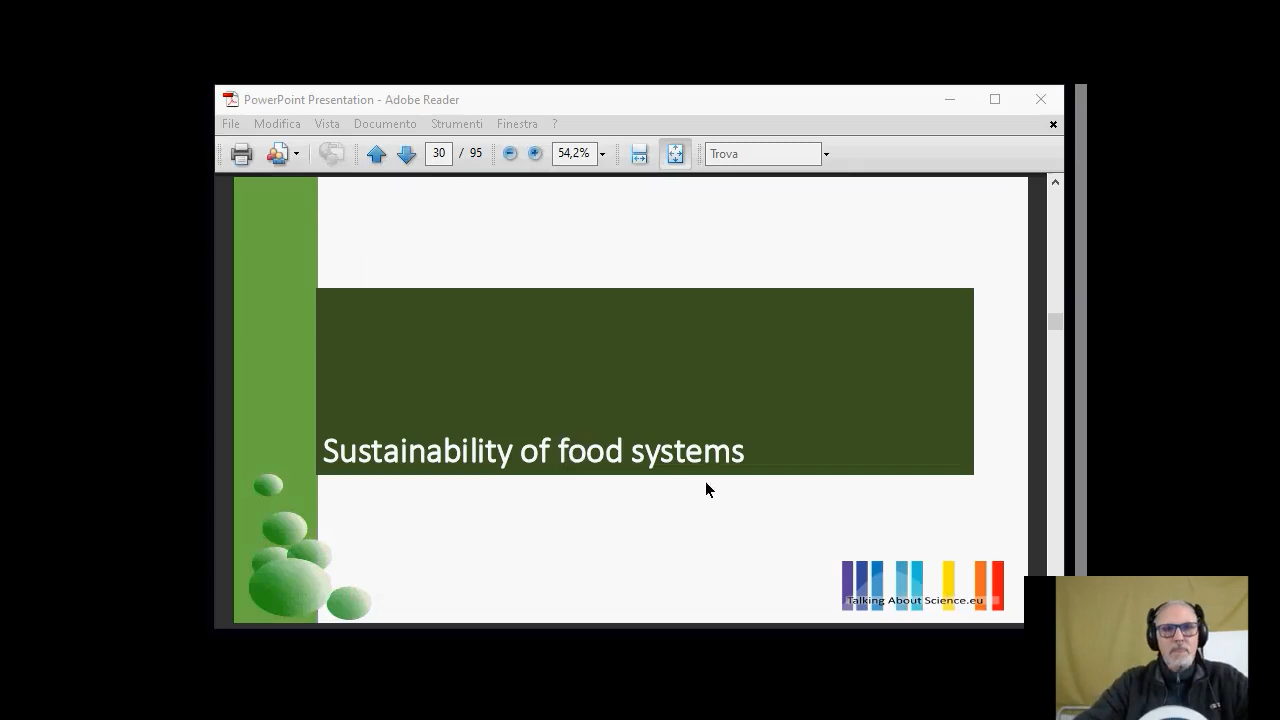 PowerPoint Presentation - Adobe Reader
File Modifica Vista Documento Strumenti Finestra ?
30 / 95 54,2% Trova
Sustainability of food systems
Talking About Science.eu